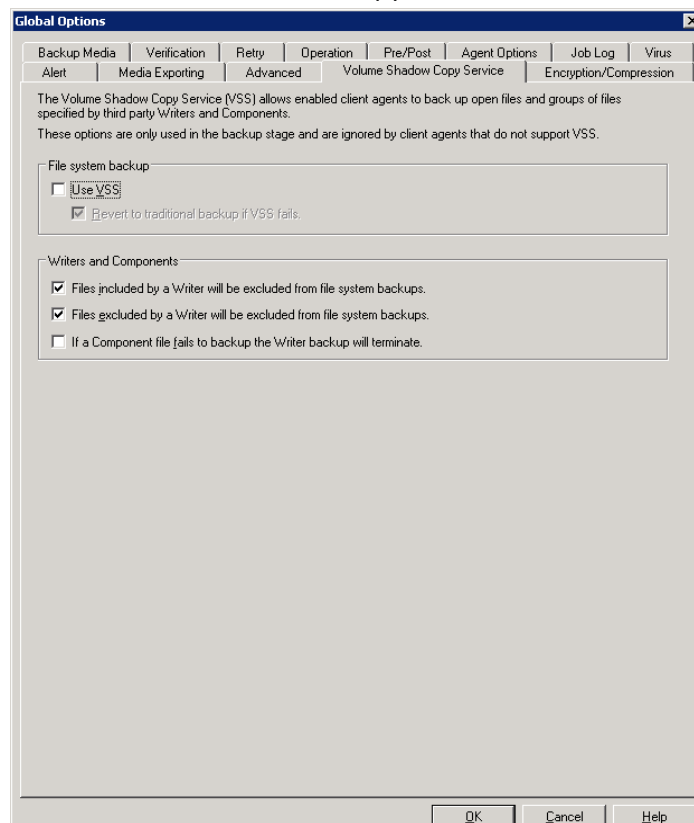 Global Options
Backup Media Verification Retry Operation Pre/Post Agent Options Job Log Virus
Alert Media Exporting Advanced Volume Shadow Copy Service Encryption/Compression
The Volume Shadow Copy Service (VSS) allows enabled client agents to back up open files and groups of files
specified by third party Writers and Components.
These options are only used in the backup stage and are ignored by client agents that do not support VSS.
File system backup
Use VSS
Revert to traditional backup if VSS fails.
Writers and Components
Files included by a Writer will be excluded from file system backups.
Files excluded by a Writer will be excluded from file system backups.
If a Component file fails to backup the Writer backup will terminate.
OK Cancel Help